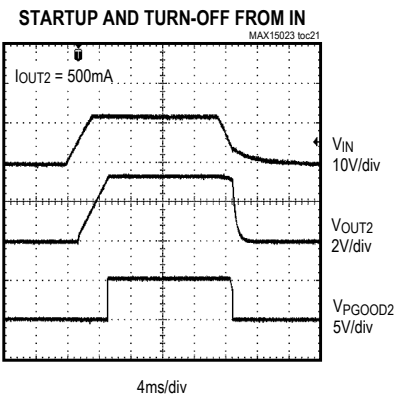 STARTUP AND TURN-OFF FROM IN
MAX15023 toc21
IOUT2 = 500mA
VIN
10V/div
VOUT2
2V/div
VPGOOD2
5V/div
4ms/div